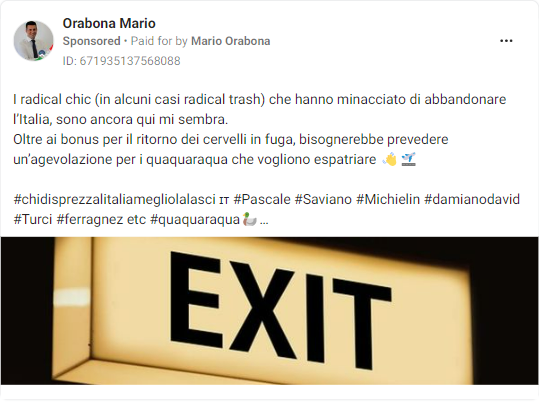 Orabona Mario
Sponsored • Paid for by Mario Orabona
ID: 671935137568088
I radical chic (in alcuni casi radical trash) che hanno minacciato di abbandonare
l'Italia, sono ancora qui mi sembra.
Oltre ai bonus per il ritorno dei cervelli in fuga, bisognerebbe prevedere
un'agevolazione per i quaquaraqua che vogliono espatriare 👋🛫
#chidisprezzalitaliamegliolalasci ɪᴛ #Pascale #Saviano #Michielin #damianodavid
#Turci #ferragnez etc #quaquaraqua🦆...
EXIT